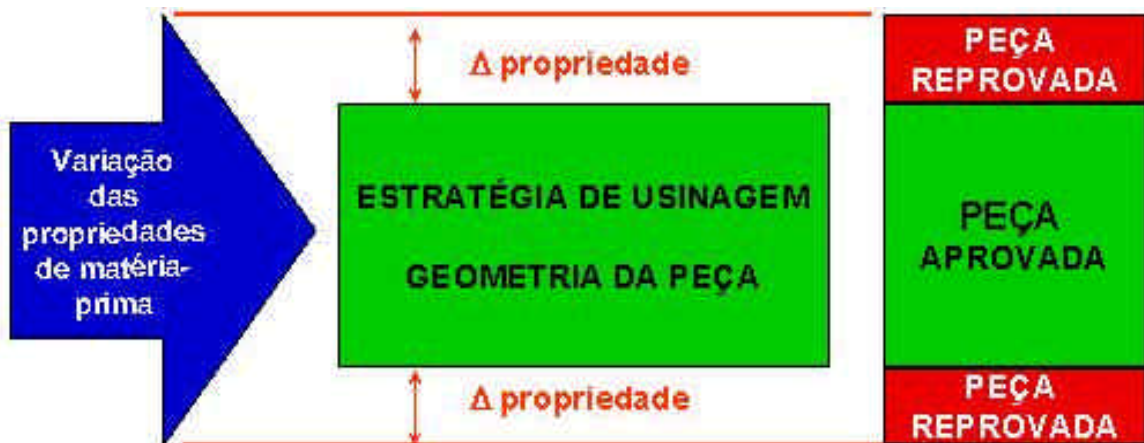 Variação
das
propriedades
de matéria-
prima
Δ propriedade
ESTRATÉGIA DE USINAGEM
GEOMETRIA DA PEÇA
Δ propriedade
PEÇA
REPROVADA
PEÇA
APROVADA
PEÇA
REPROVADA